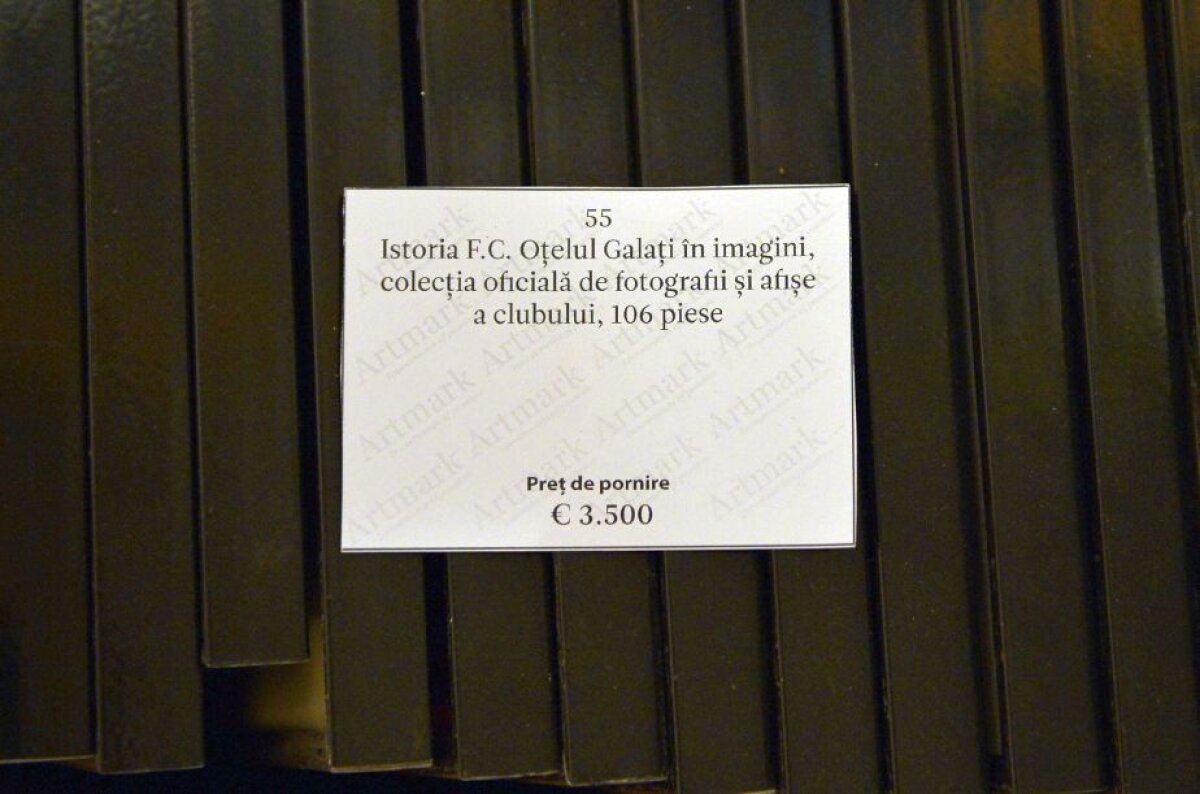 55
Istoria F.C. Oțelul Galați în imagini,
colecția oficială de fotografii și afișe
a clubului, 106 piese
Preț de pornire
€ 3.500
Artmark